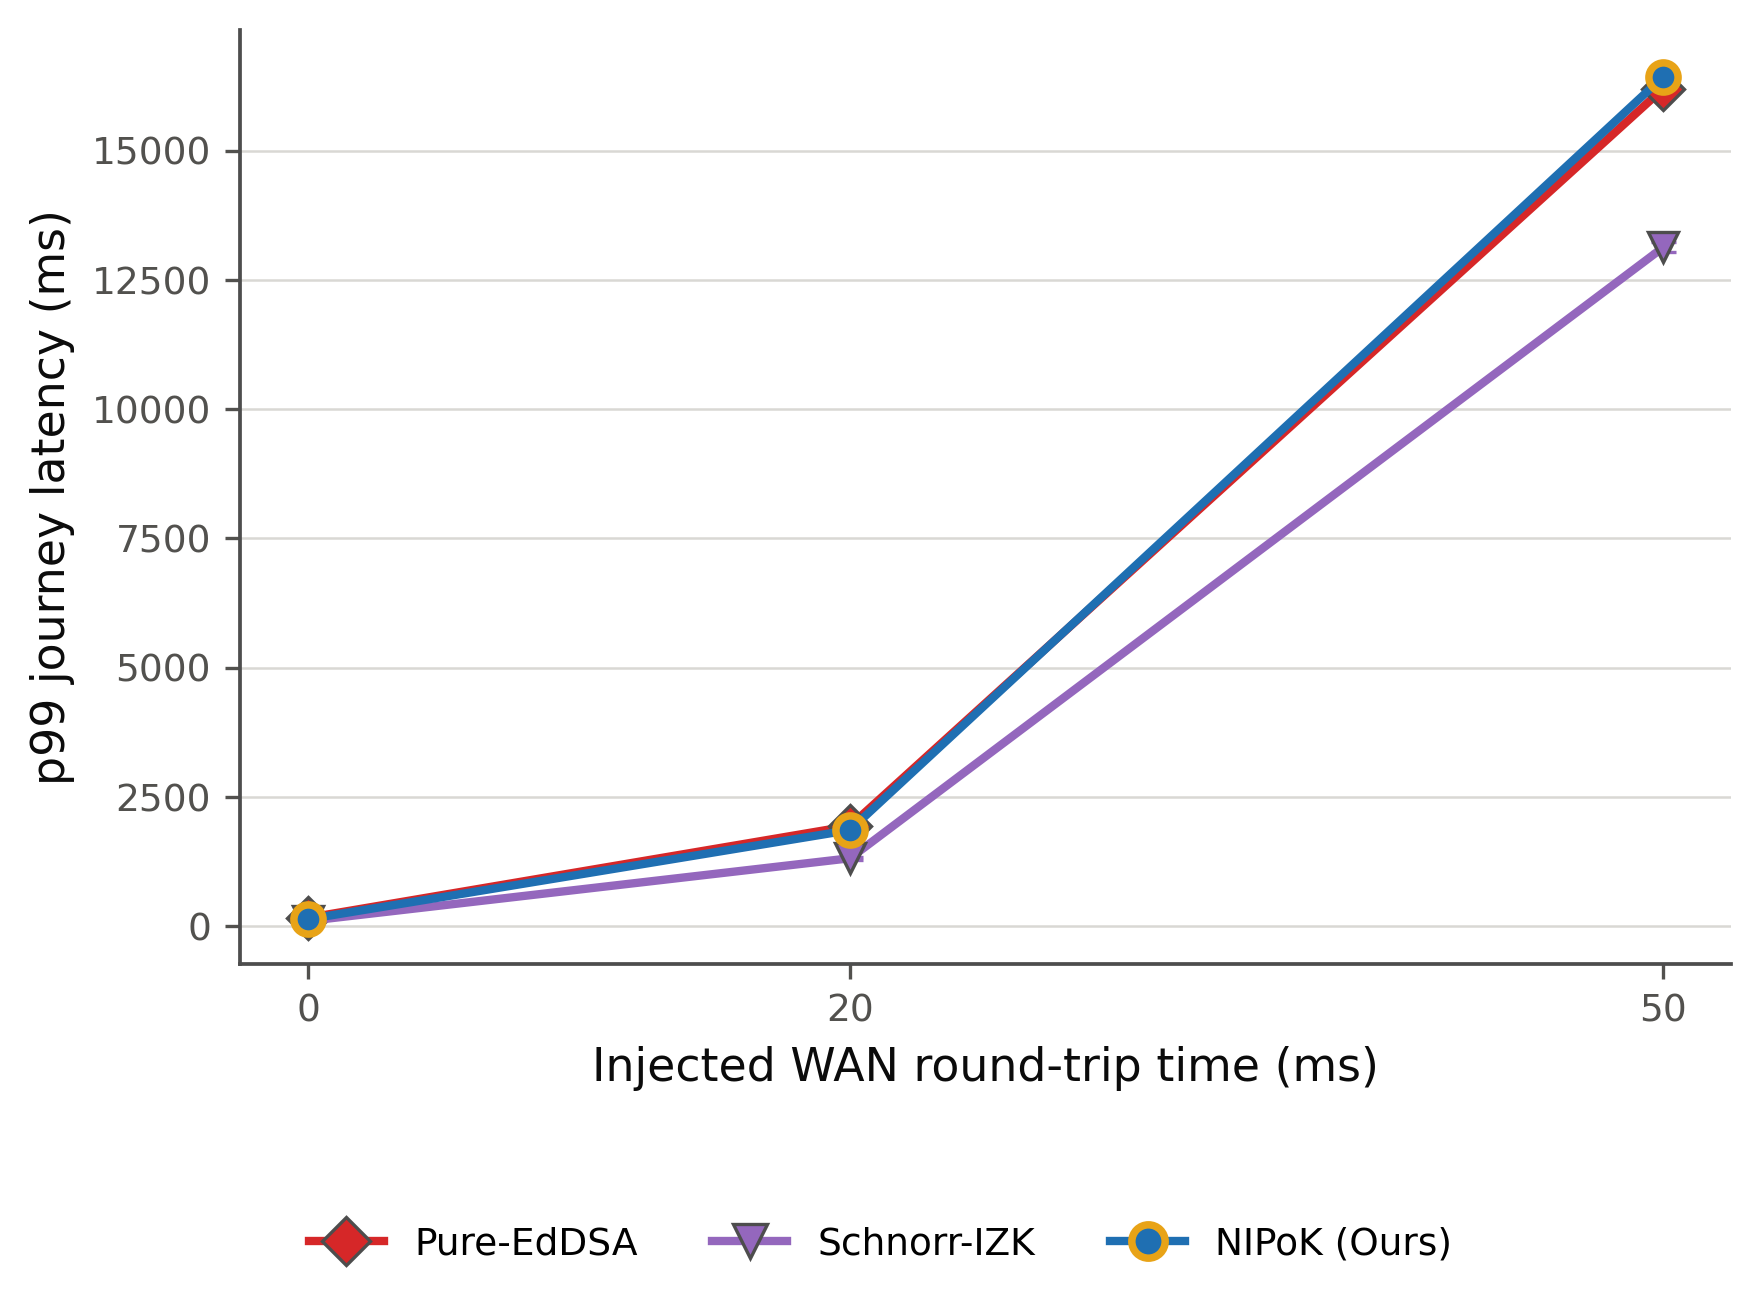 p99 journey latency (ms)
15000
12500
10000
7500
5000
2500
0
0 20 50
Injected WAN round-trip time (ms)
Pure-EdDSA Schnorr-IZK NIPoK (Ours)